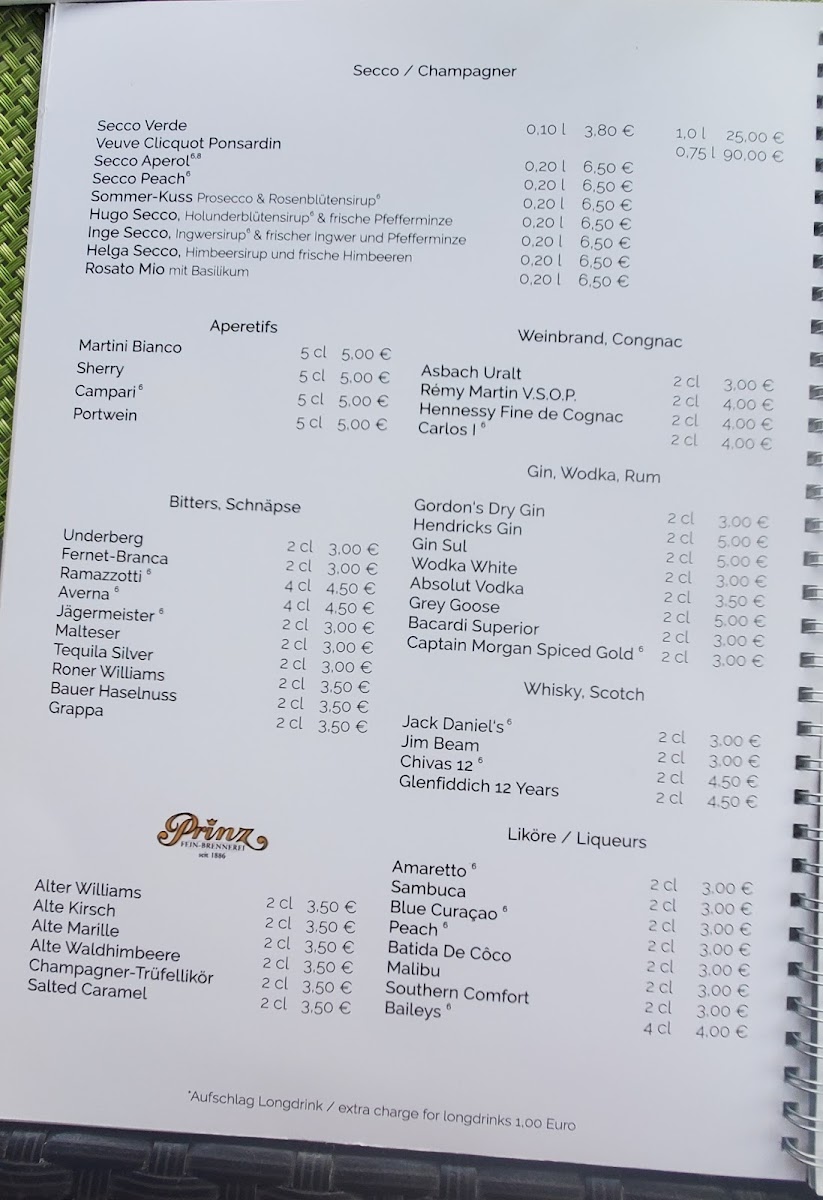 Secco / Champagner
Secco Verde 0,10 l 3,80 € 1,0 l 25,00 €
Veuve Clicquot Ponsardin 0,75 l 90,00 €
Secco Aperol6,8 0,20 l 6,50 €
Secco Peach6 0,20 l 6,50 €
Sommer-Kuss Prosecco & Rosenblütensirup6 0,20 l 6,50 €
Hugo Secco, Holunderblütensirup6 & frische Pfefferminze 0,20 l 6,50 €
Inge Secco, Ingwersirup6 & frischer Ingwer und Pfefferminze 0,20 l 6,50 €
Helga Secco, Himbeersirup und frische Himbeeren 0,20 l 6,50 €
Rosato Mio mit Basilikum 0,20 l 6,50 €
Aperetifs
Martini Bianco 5 cl 5,00 €
Sherry 5 cl 5,00 €
Campari6 5 cl 5,00 €
Portwein 5 cl 5,00 €
Weinbrand, Congnac
Asbach Uralt 2 cl 3,00 €
Rémy Martin V.S.O.P. 2 cl 4,00 €
Hennessy Fine de Cognac 2 cl 4,00 €
Carlos I6 2 cl 4,00 €
Bitters, Schnäpse
Underberg 2 cl 3,00 €
Fernet-Branca 2 cl 3,00 €
Ramazzotti6 4 cl 4,50 €
Averna6 4 cl 4,50 €
Jägermeister6 2 cl 3,00 €
Malteser 2 cl 3,00 €
Tequila Silver 2 cl 3,00 €
Roner Williams 2 cl 3,50 €
Bauer Haselnuss 2 cl 3,50 €
Grappa 2 cl 3,50 €
Gin, Wodka, Rum
Gordon's Dry Gin 2 cl 3,00 €
Hendricks Gin 2 cl 5,00 €
Gin Sul 2 cl 5,00 €
Wodka White 2 cl 3,00 €
Absolut Vodka 2 cl 3,50 €
Grey Goose 2 cl 5,00 €
Bacardi Superior 2 cl 3,00 €
Captain Morgan Spiced Gold6 2 cl 3,00 €
Whisky, Scotch
Jack Daniel's6 2 cl 3,00 €
Jim Beam 2 cl 3,00 €
Chivas 126 2 cl 4,50 €
Glenfiddich 12 Years 2 cl 4,50 €
Prinz
FEIN-BRENNEREI
seit 1886
Alter Williams 2 cl 3,50 €
Alte Kirsch 2 cl 3,50 €
Alte Marille 2 cl 3,50 €
Alte Waldhimbeere 2 cl 3,50 €
Champagner-Trüfellikör 2 cl 3,50 €
Salted Caramel 2 cl 3,50 €
Liköre / Liqueurs
Amaretto6 2 cl 3,00 €
Sambuca 2 cl 3,00 €
Blue Curaçao6 2 cl 3,00 €
Peach6 2 cl 3,00 €
Batida De Côco 2 cl 3,00 €
Malibu 2 cl 3,00 €
Southern Comfort 2 cl 3,00 €
Baileys6 4 cl 4,00 €
*Aufschlag Longdrink / extra charge for longdrinks 1,00 Euro